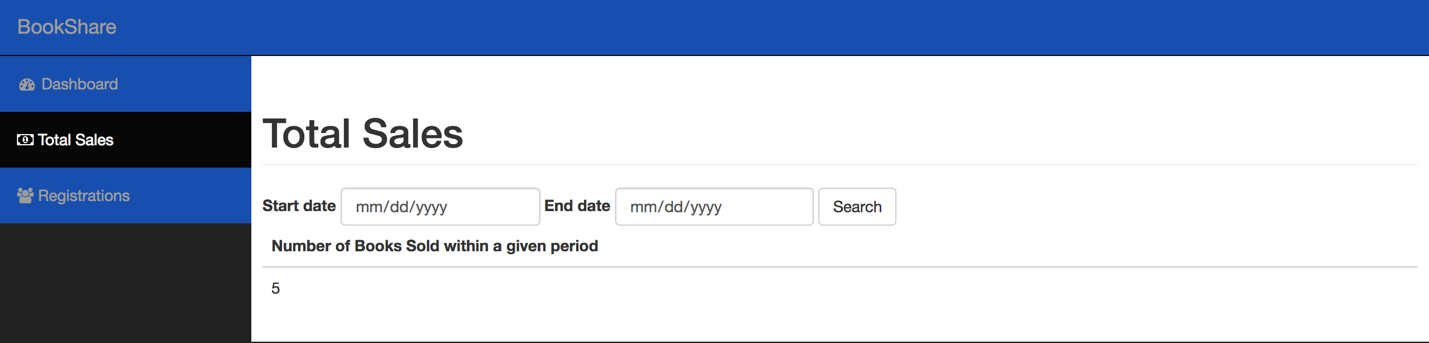 BookShare
Dashboard
Total Sales
Registrations
Total Sales
Start date mm/dd/yyyy End date mm/dd/yyyy Search
Number of Books Sold within a given period
5